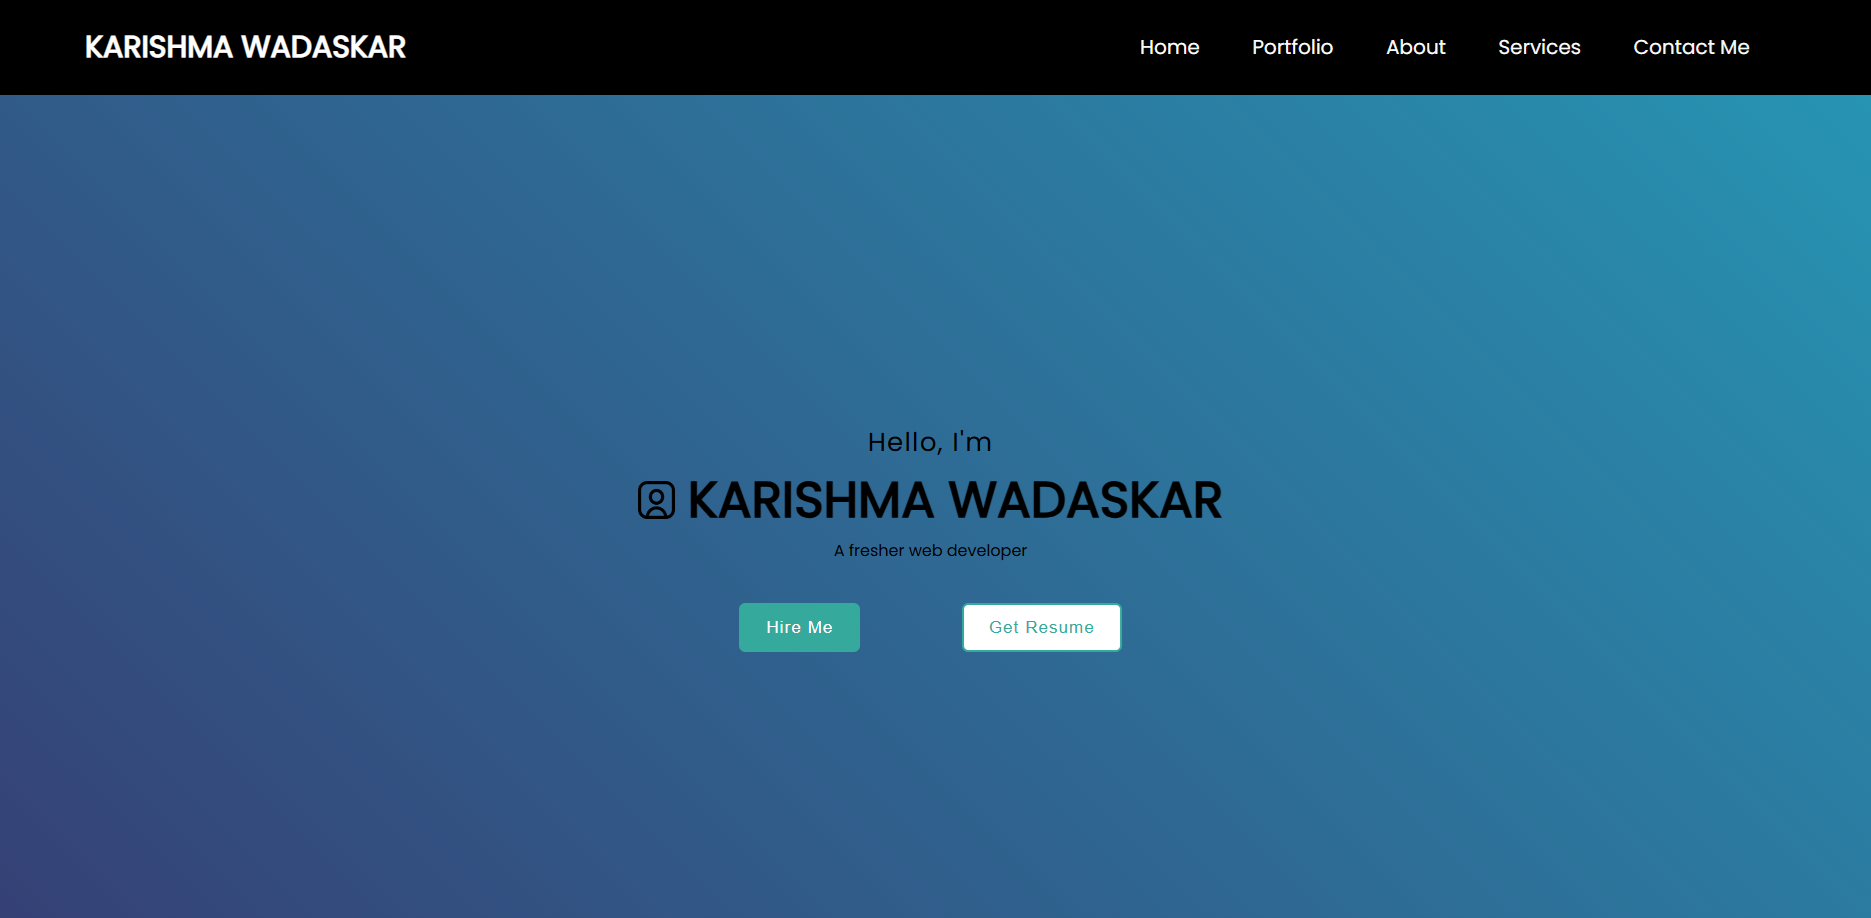 KARISHMA WADASKAR
Home Portfolio About Services Contact Me
Hello, I'm
KARISHMA WADASKAR
A fresher web developer
Hire Me Get Resume